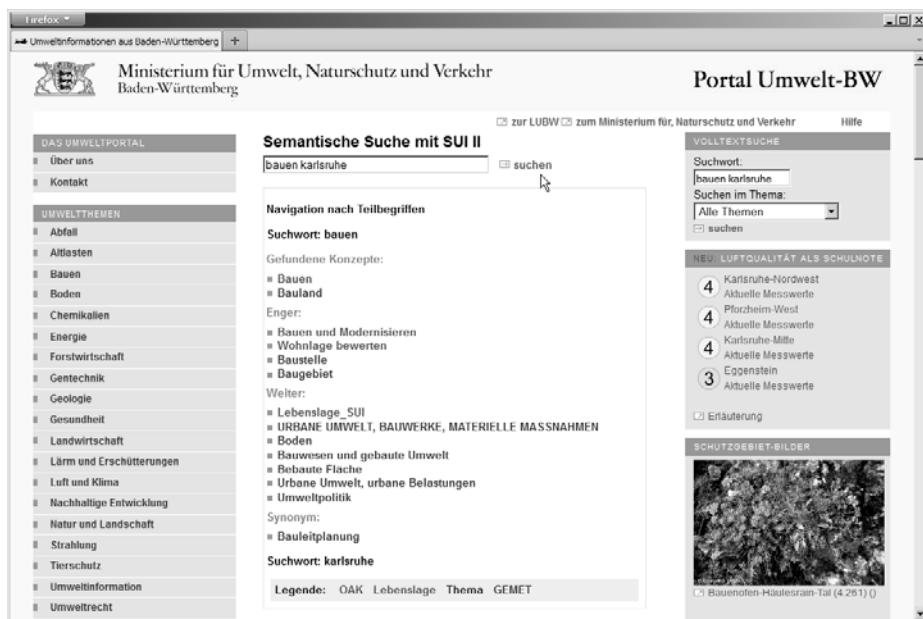 Firefox
Umweltinformationen aus Baden-Württemberg +
Ministerium für Umwelt, Naturschutz und Verkehr
Baden-Württemberg
Portal Umwelt-BW
zur LUBW zum Ministerium für, Naturschutz und Verkehr Hilfe
DAS UMWELTPORTAL
Über uns
Kontakt
UMWELTTHEMEN
Abfall
Altlasten
Bauen
Boden
Chemikalien
Energie
Forstwirtschaft
Gentechnik
Geologie
Gesundheit
Landwirtschaft
Lärm und Erschütterungen
Luft und Klima
Nachhaltige Entwicklung
Natur und Landschaft
Strahlung
Tierschutz
Umweltinformation
Umweltrecht
Semantische Suche mit SUI II
bauen karlsruhe suchen
Navigation nach Teilbegriffen
Suchwort: bauen
Gefundene Konzepte:
Bauen
Bauland
Enger:
Bauen und Modernisieren
Wohnlage bewerten
Baustelle
Baugebiet
Weiter:
Lebenslage_SUI
URBANE UMWELT, BAUWERKE, MATERIELLE MASSNAHMEN
Boden
Bauwesen und gebaute Umwelt
Bebaute Fläche
Urbane Umwelt, urbane Belastungen
Umweltpolitik
Synonym:
Bauleitplanung
Suchwort: karlsruhe
Legende: OAK Lebenslage Thema GEMET
VOLLTEXTSUCHE
Suchwort:
bauen karlsruhe
Suchen im Thema:
Alle Themen
suchen
NEU: LUFTQUALITÄT ALS SCHULNOTE
4 Karlsruhe-Nordwest
Aktuelle Messwerte
4 Pforzheim-West
Aktuelle Messwerte
4 Karlsruhe-Mitte
Aktuelle Messwerte
3 Eggenstein
Aktuelle Messwerte
Erläuterung
SCHUTZGEBIET-BILDER
Bauenofen-Häulesrain-Tal (4.261) ()